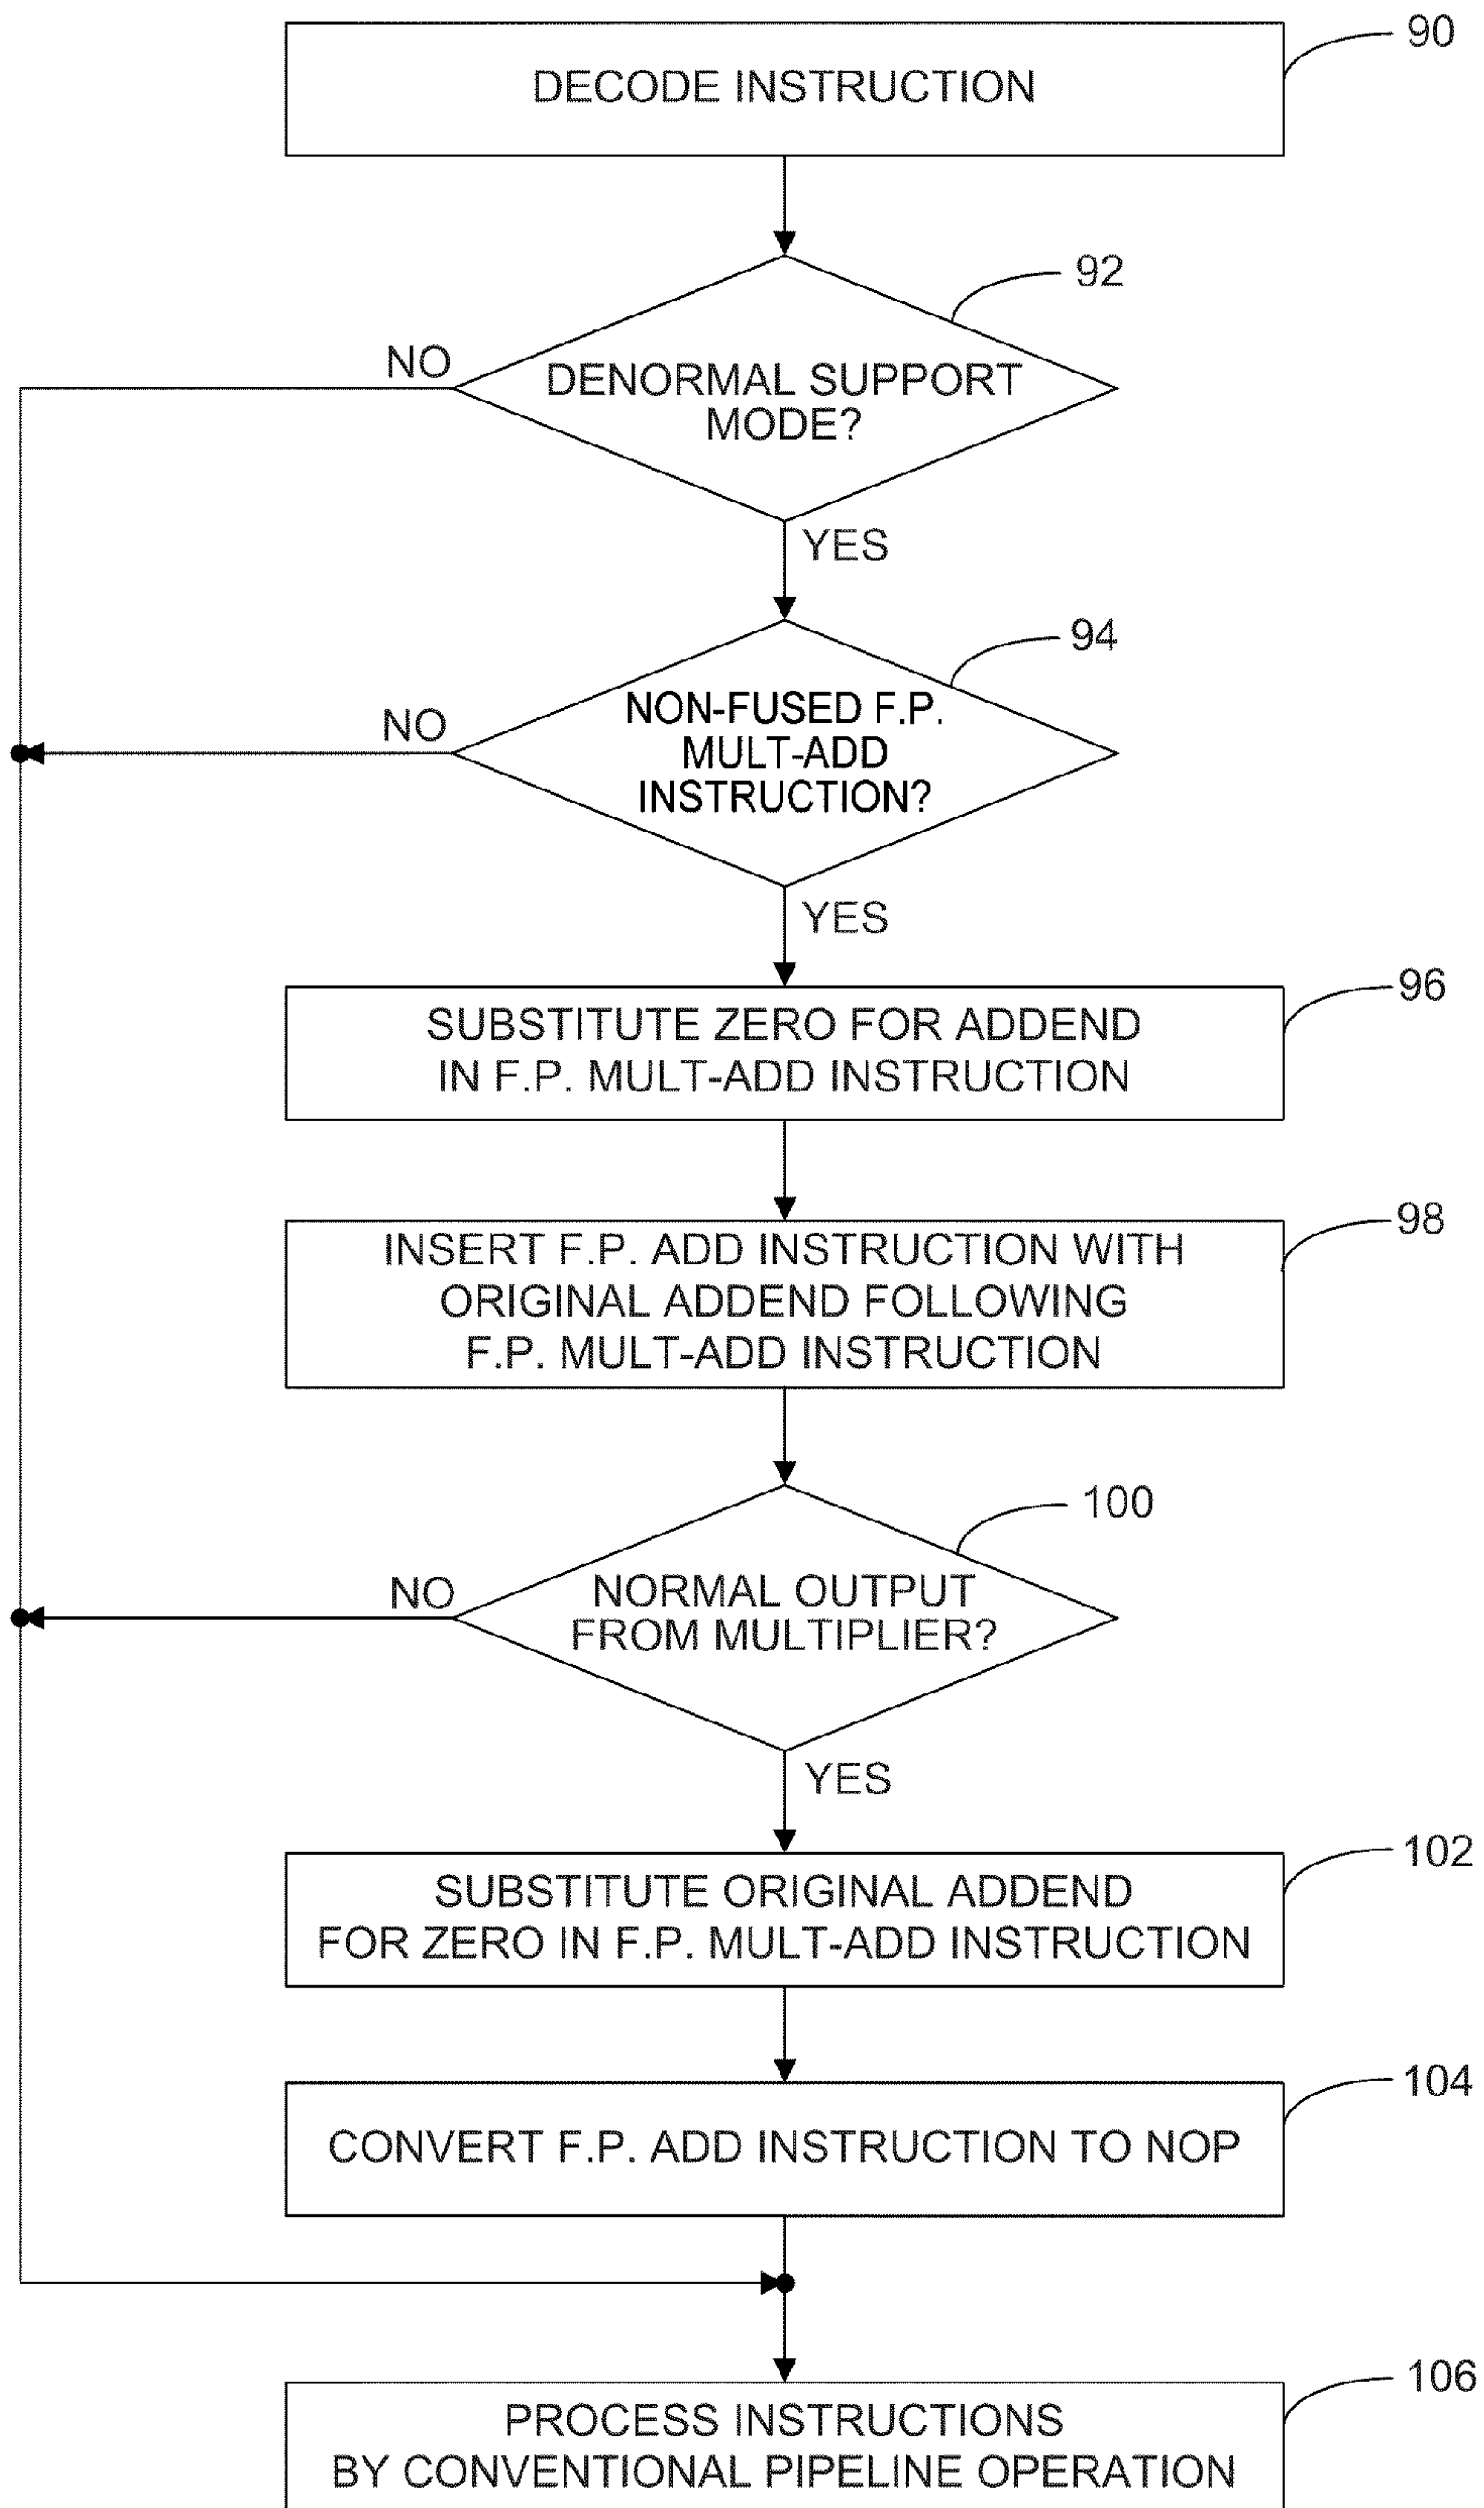 90
DECODE INSTRUCTION
92
NO
DENORMAL SUPPORT
MODE?
YES
94
NO
NON-FUSED F.P.
MULT-ADD
INSTRUCTION?
YES
96
SUBSTITUTE ZERO FOR ADDEND
IN F.P. MULT-ADD INSTRUCTION
98
INSERT F.P. ADD INSTRUCTION WITH
ORIGINAL ADDEND FOLLOWING
F.P. MULT-ADD INSTRUCTION
100
NO
NORMAL OUTPUT
FROM MULTIPLIER?
YES
102
SUBSTITUTE ORIGINAL ADDEND
FOR ZERO IN F.P. MULT-ADD INSTRUCTION
104
CONVERT F.P. ADD INSTRUCTION TO NOP
106
PROCESS INSTRUCTIONS
BY CONVENTIONAL PIPELINE OPERATION